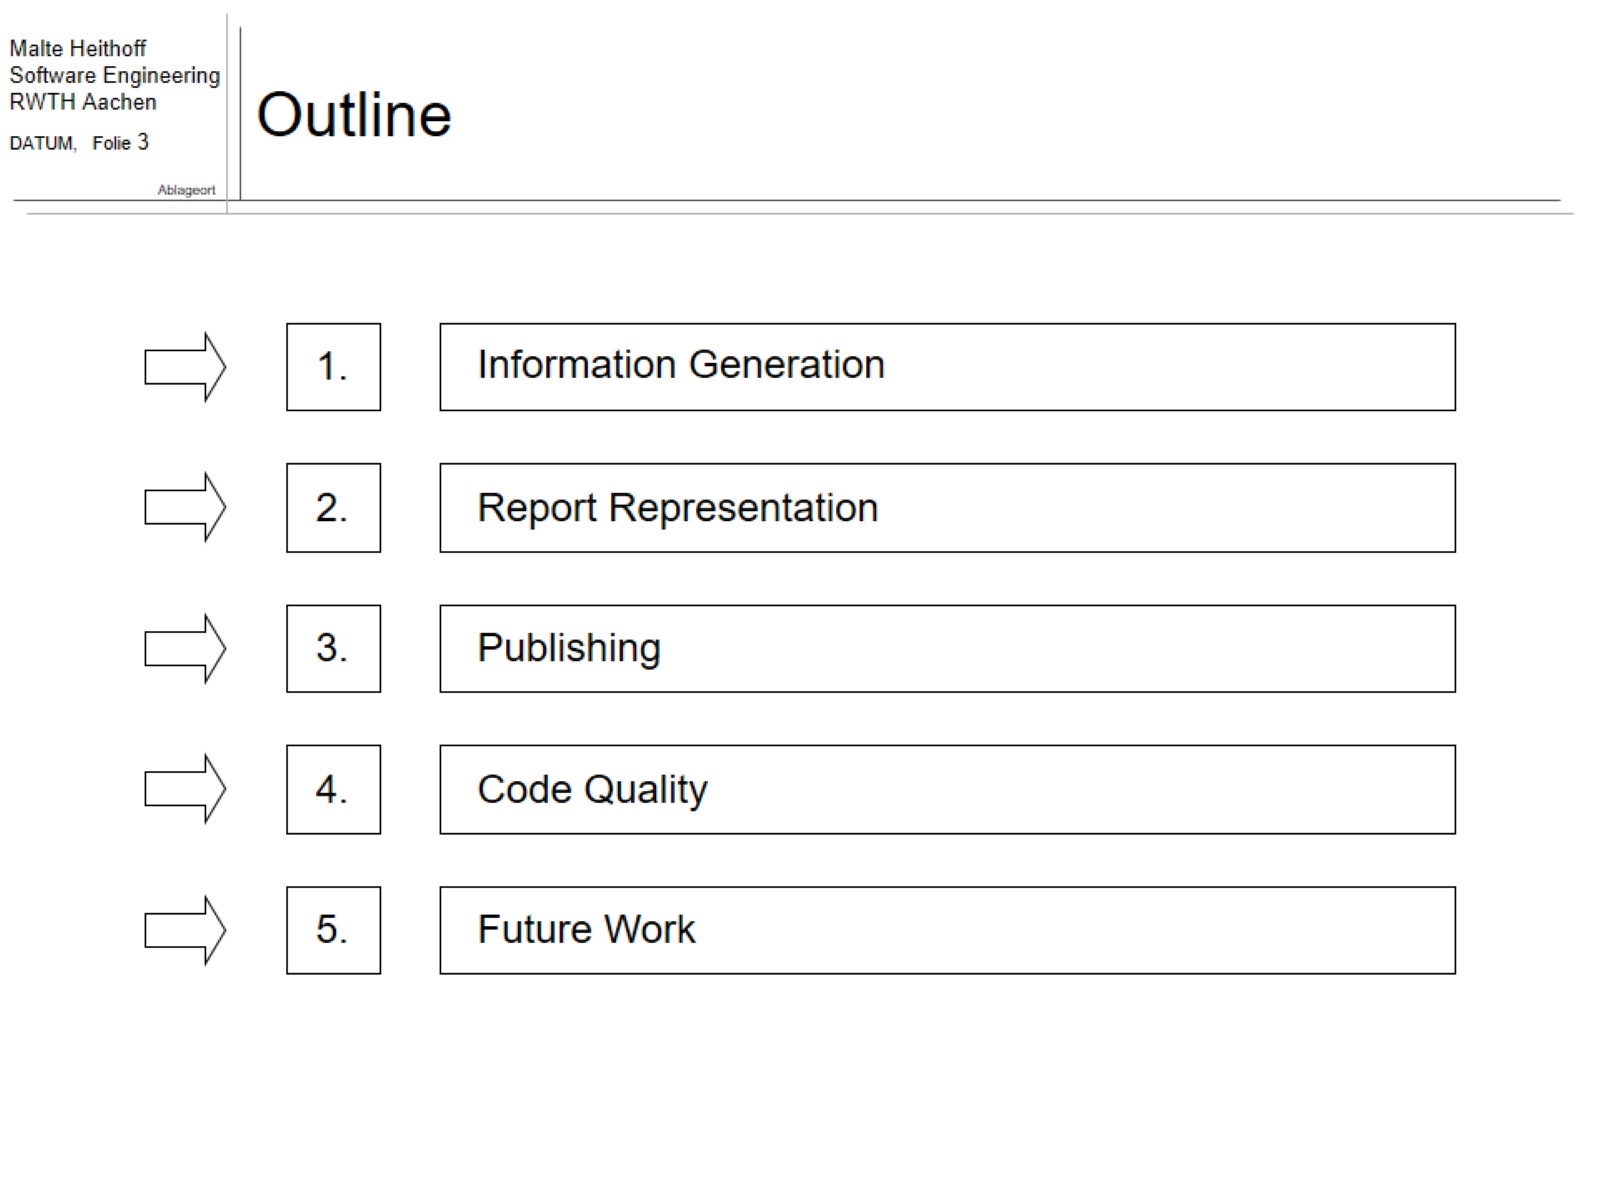 Malte Heithoff
Software Engineering
RWTH Aachen
DATUM, Folie 3
Ablageort
Outline
1. Information Generation
2. Report Representation
3. Publishing
4. Code Quality
5. Future Work